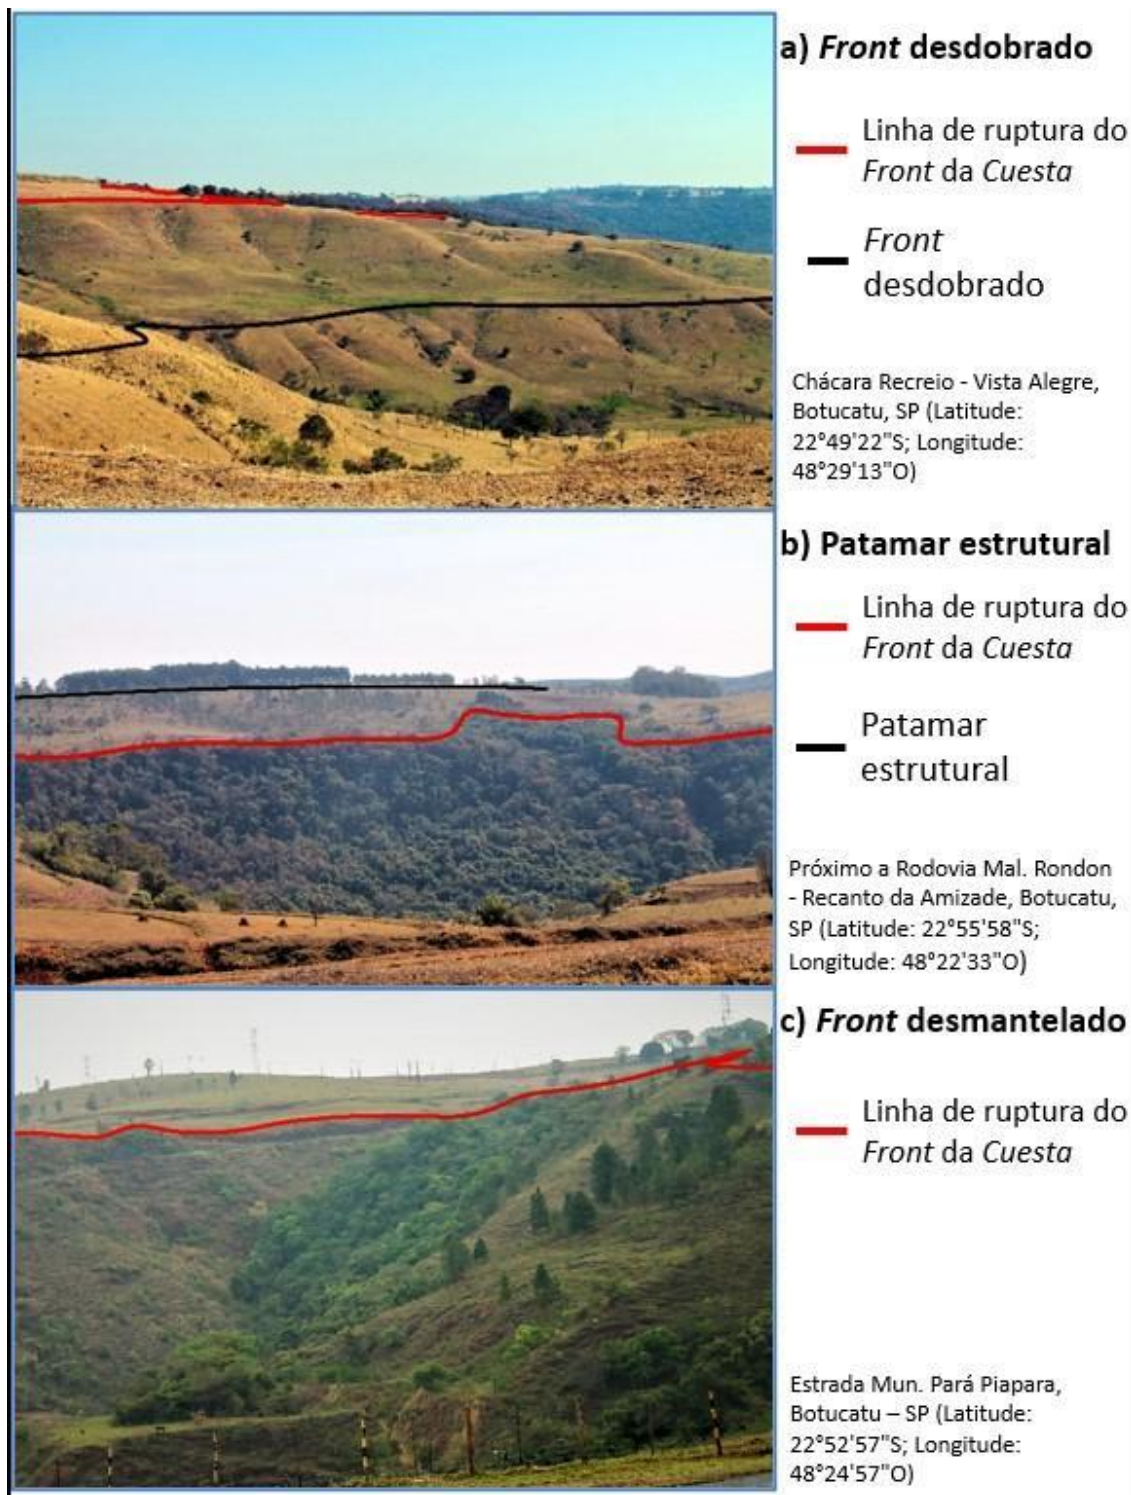 a) Front desdobrado
Linha de ruptura do
Front da Cuesta
Front
desdobrado
Chácara Recreio - Vista Alegre,
Botucatu, SP (Latitude:
22°49'22"S; Longitude:
48°29'13"O)
b) Patamar estrutural
Linha de ruptura do
Front da Cuesta
Patamar
estrutural
Próximo a Rodovia Mal. Rondon
- Recanto da Amizade, Botucatu,
SP (Latitude: 22°55'58"S;
Longitude: 48°22'33"O)
c) Front desmantelado
Linha de ruptura do
Front da Cuesta
Estrada Mun. Pará Piapara,
Botucatu – SP (Latitude:
22°52'57"S; Longitude:
48°24'57"O)